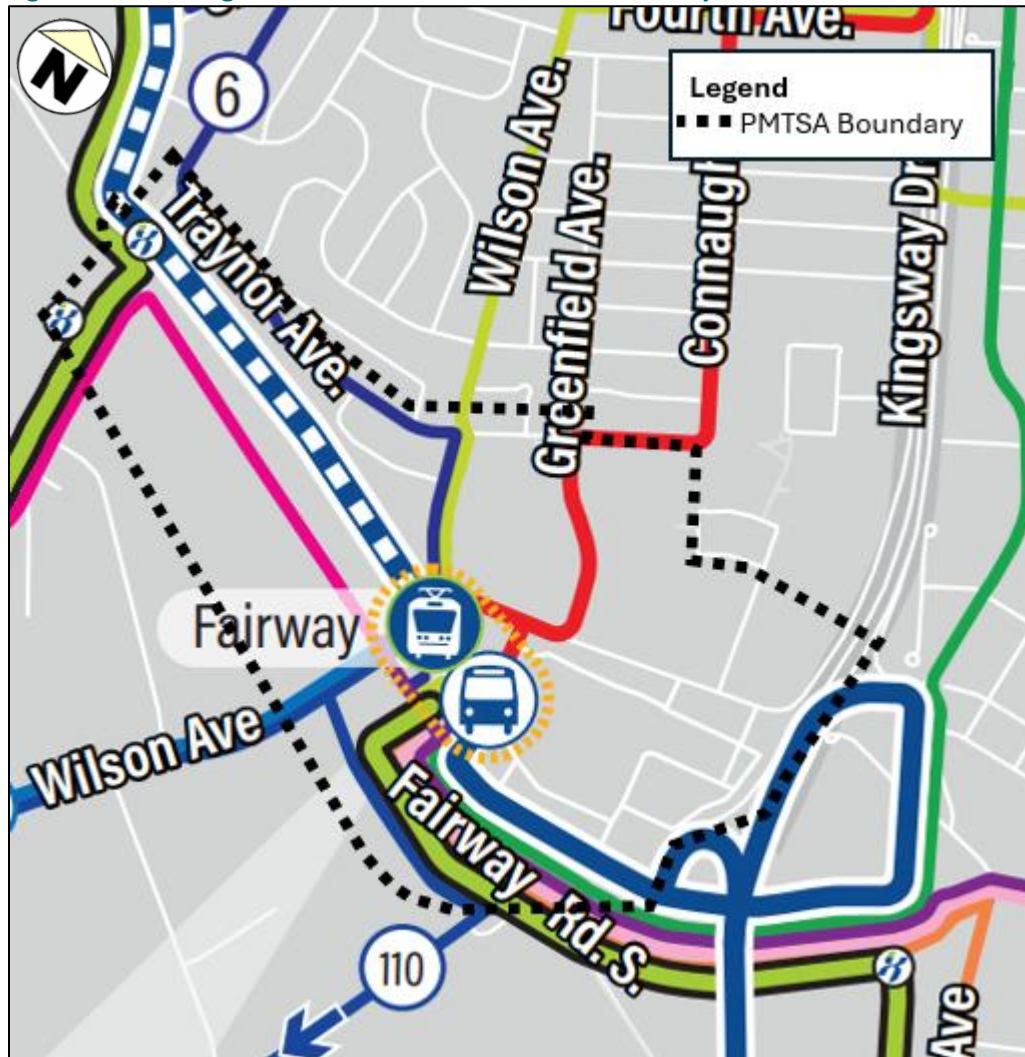 N
6
Fourth Ave.
Legend
PMTSA Boundary
Wilson Ave.
Greenfield Ave.
Kingsway Dr
Traynor Ave.
Fairway
Wilson Ave
Fairway Rd. S.
110
Ave